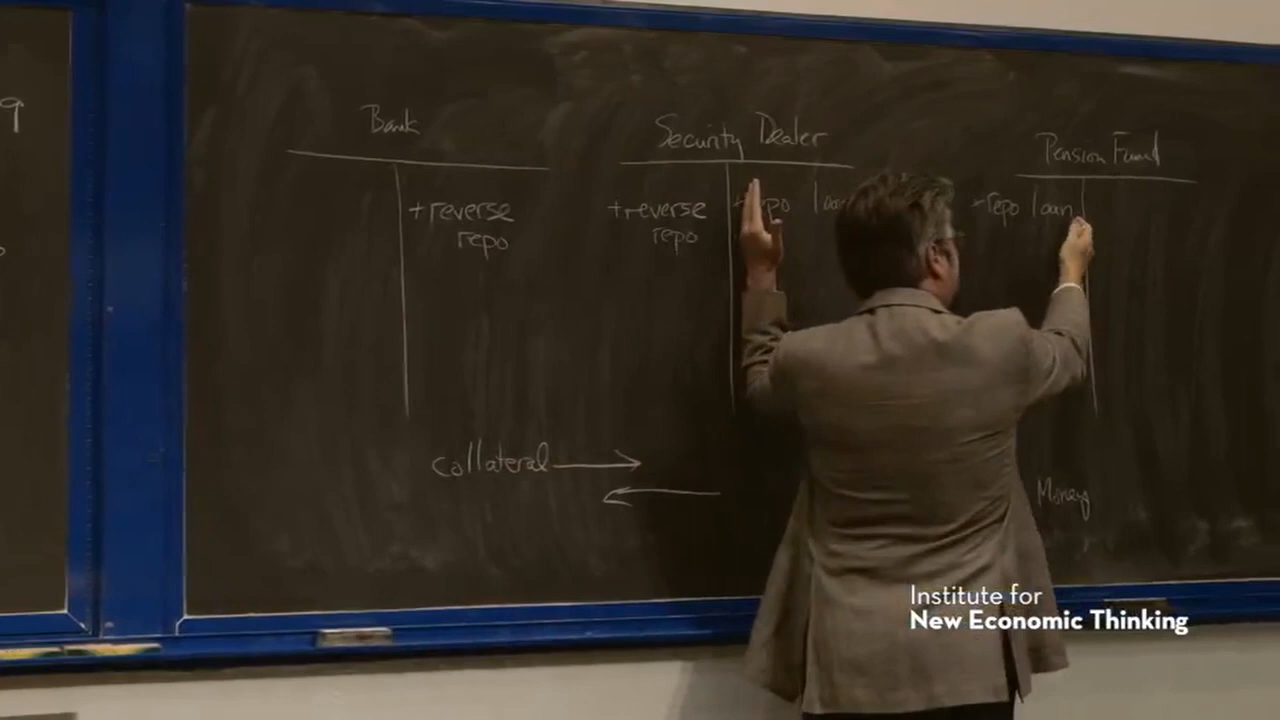 9
Bank
Security Dealer
Pension Fund
+reverse
repo
+reverse
repo
+repo loan
+repo loan
collateral
Money
Institute for
New Economic Thinking